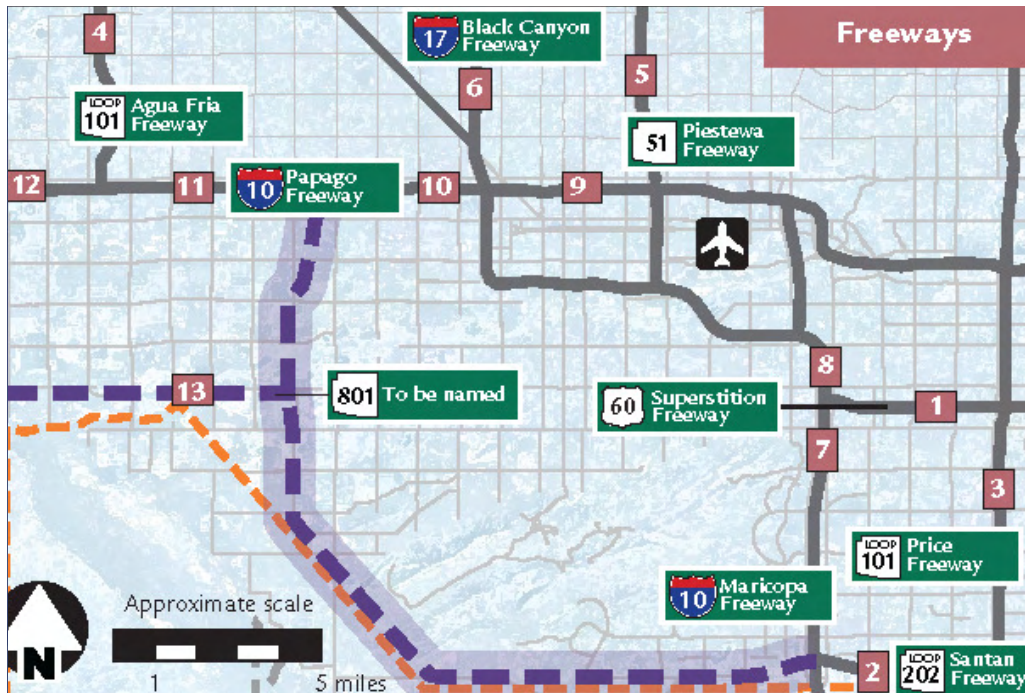 4
17
Black Canyon
Freeway
Freeways
6
5
LOOP
101
Agua Fria
Freeway
51
Piestewa
Freeway
12
11
10
Papago
Freeway
10
9
8
13
801 To be named
60
Superstition
Freeway
1
7
3
LOOP
101
Price
Freeway
10
Maricopa
Freeway
Approximate scale
N
1 5 miles
2
LOOP
202
Santan
Freeway